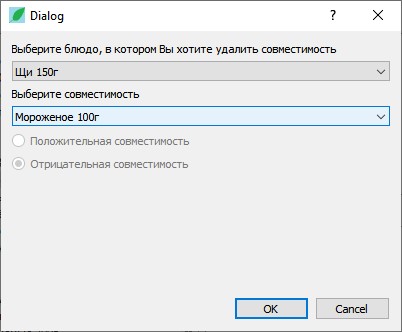 Dialog
Выберите блюдо, в котором Вы хотите удалить совместимость
Щи 150г
Выберите совместимость
Мороженое 100г
Положительная совместимость
Отрицательная совместимость
OK Cancel